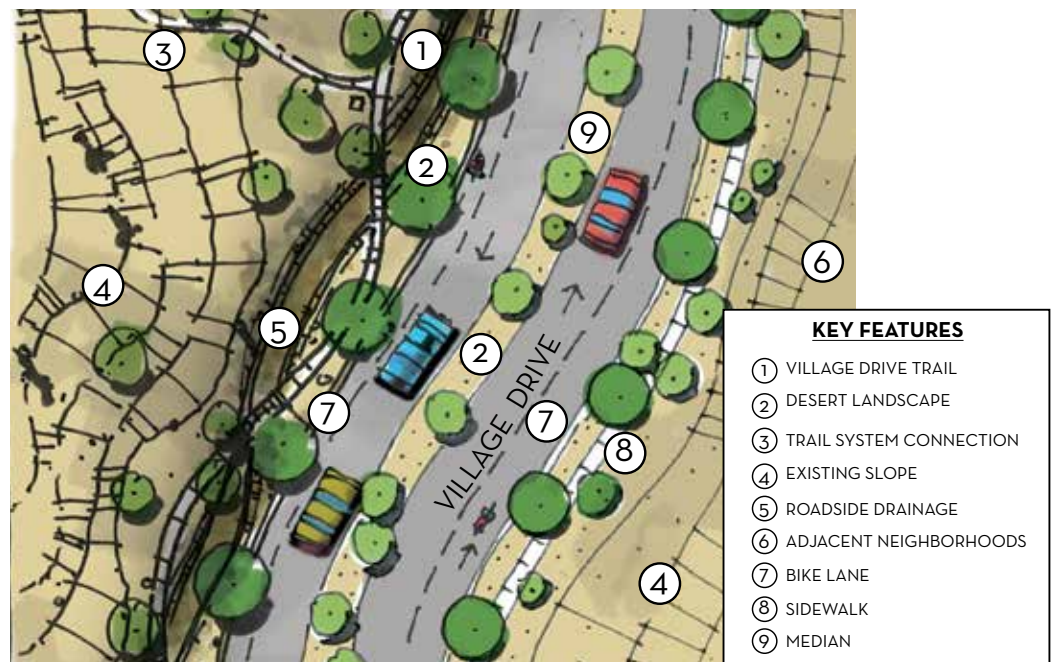 1
3
9
2
6
4
5
2
7
7
8
4
VILLAGE DRIVE
KEY FEATURES
1 VILLAGE DRIVE TRAIL
2 DESERT LANDSCAPE
3 TRAIL SYSTEM CONNECTION
4 EXISTING SLOPE
5 ROADSIDE DRAINAGE
6 ADJACENT NEIGHBORHOODS
7 BIKE LANE
8 SIDEWALK
9 MEDIAN